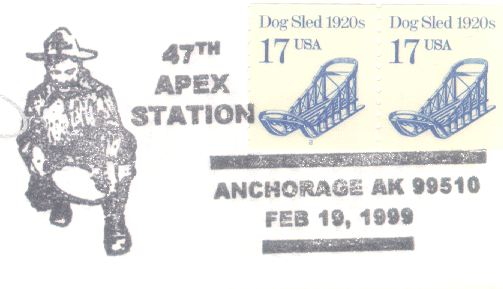 Dog Sled 1920s
17 USA
Dog Sled 1920s
17 USA
2
47TH
APEX
STATION
ANCHORAGE AK 99510
FEB 19, 1999